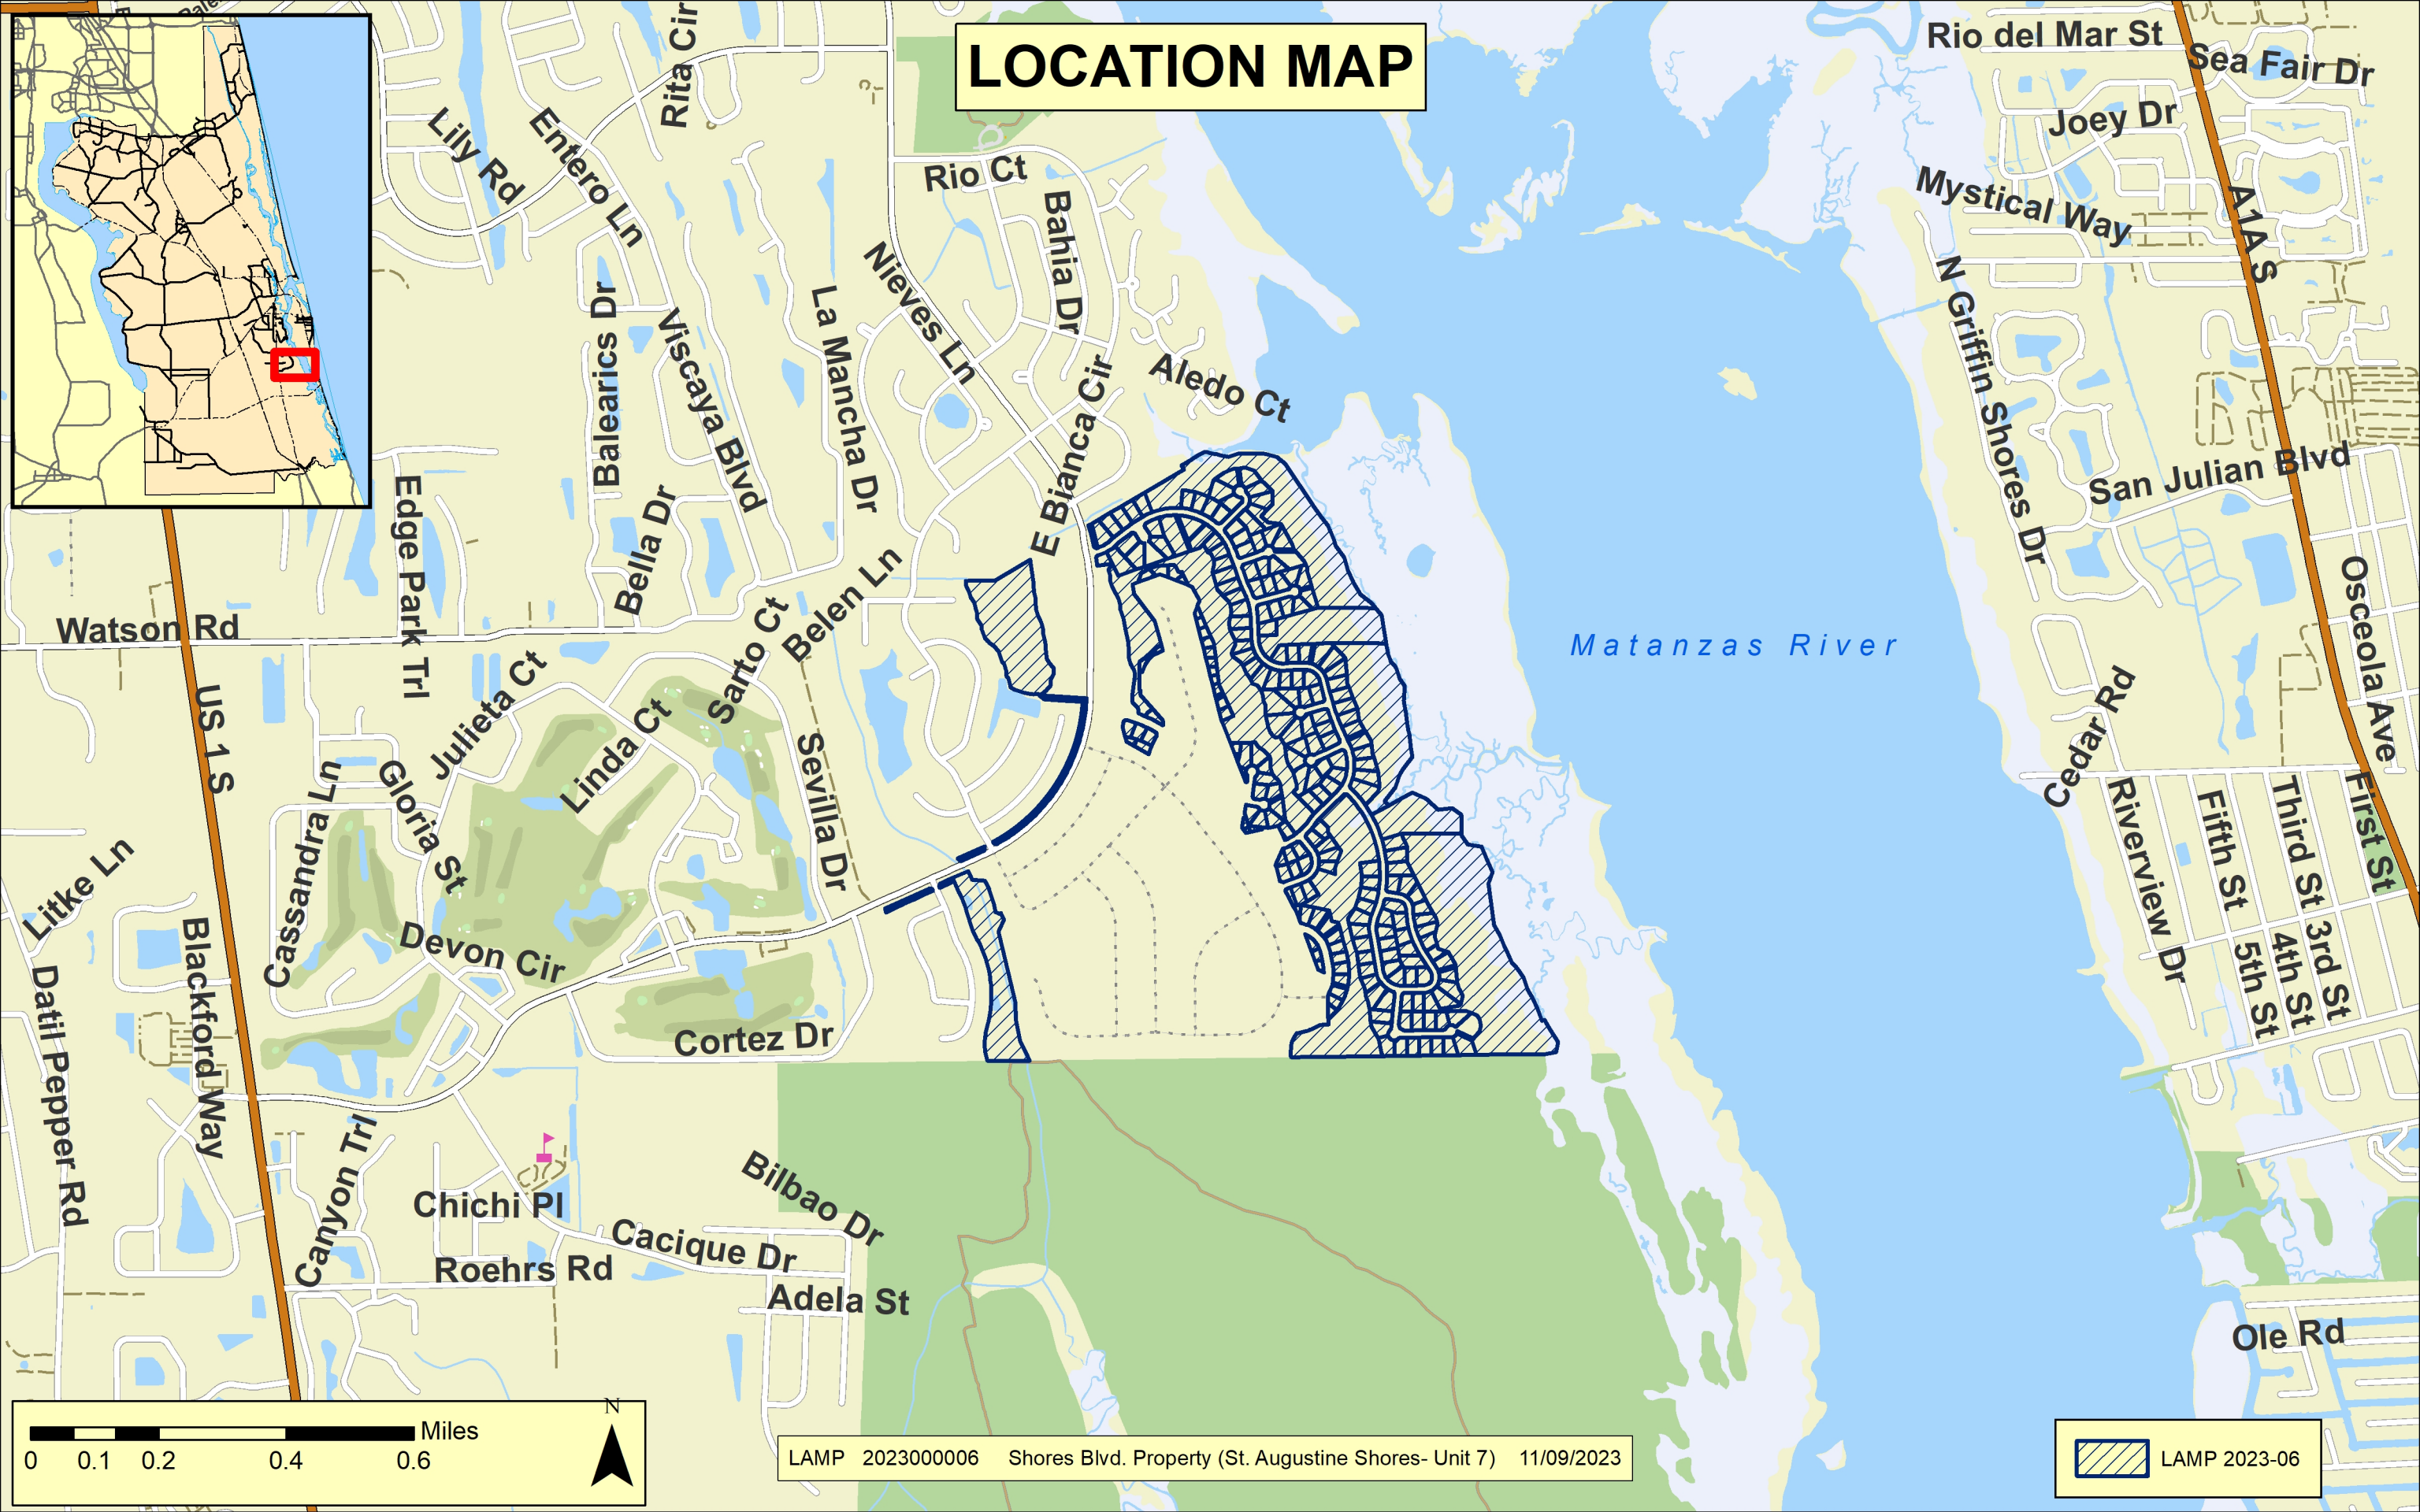 LOCATION MAP
Rio del Mar St
Sea Fair Dr
Rita Cir
Lily Rd
Entero Ln
Joey Dr
Rio Ct
Mystical Way
A1A S
Bahia Dr
Nieves Ln
N Griffin Shores Dr
Balearics Dr
Viscaya Blvd
La Mancha Dr
Aledo Ct
E Bianca Cir
San Julian Blvd
Edge Park Trl
Bella Dr
Belen Ln
Sarto Ct
Osceola Ave
Watson Rd
Matanzas River
US 1 S
Julieta Ct
Linda Ct
Sevilla Dr
Cedar Rd
Gloria St
Cassandra Ln
Riverview Dr
Fifth St
Third St
First St
Litke Ln
Devon Cir
Blackford Way
Datil Pepper Rd
5th St
4th St
3rd St
Cortez Dr
Canyon Trl
Chichi Pl
Bilbao Dr
Cacique Dr
Roehrs Rd
Adela St
Ole Rd
N
Miles
0 0.1 0.2 0.4 0.6
LAMP 2023000006 Shores Blvd. Property (St. Augustine Shores- Unit 7) 11/09/2023
LAMP 2023-06